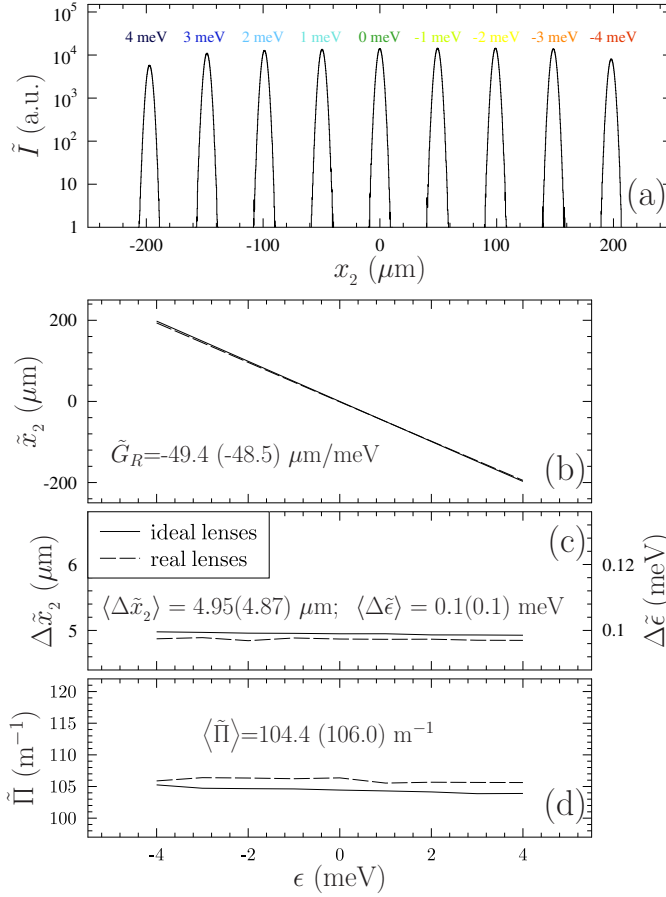 10⁵
4 meV 3 meV 2 meV 1 meV 0 meV -1 meV -2 meV -3 meV -4 meV
10⁴
10³
10²
10
1
Ĩ (a.u.)
(a)
-200 -100 0 100 200
x₂ (μm)
200
0
-200
x̃₂ (μm)
G̃_R=-49.4 (-48.5) μm/meV
(b)
ideal lenses
real lenses
(c)
6
5
Δx̃₂ (μm)
0.12
0.1
Δε̃ (meV)
⟨Δx̃₂⟩ = 4.95(4.87) μm; ⟨Δε̃⟩ = 0.1(0.1) meV
120
115
110
105
100
Π̃ (m⁻¹)
⟨Π̃⟩=104.4 (106.0) m⁻¹
(d)
-4 -2 0 2 4
ϵ (meV)